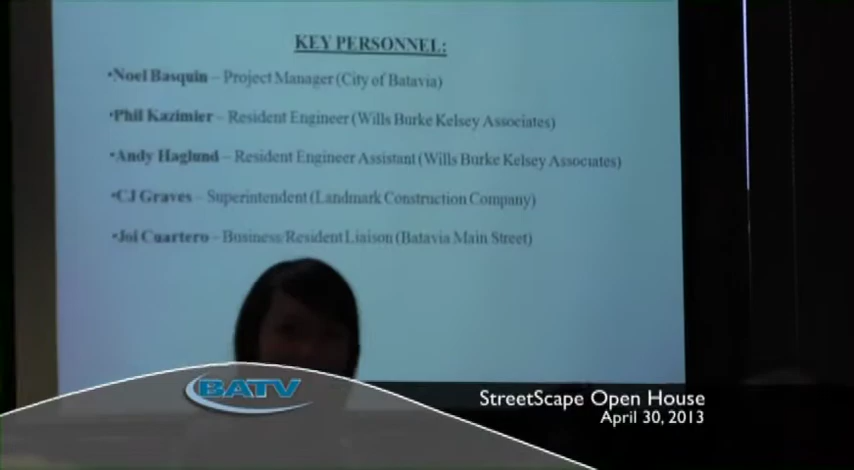 KEY PERSONNEL:
•Noel Basquin – Project Manager (City of Batavia)
•Phil Kazimier – Resident Engineer (Wills Burke Kelsey Associates)
•Andy Haglund – Resident Engineer Assistant (Wills Burke Kelsey Associates)
•CJ Graves – Superintendent (Landmark Construction Company)
•Joi Cuartero – Business/Resident Liaison (Batavia Main Street)
BATV
StreetScape Open House
April 30, 2013